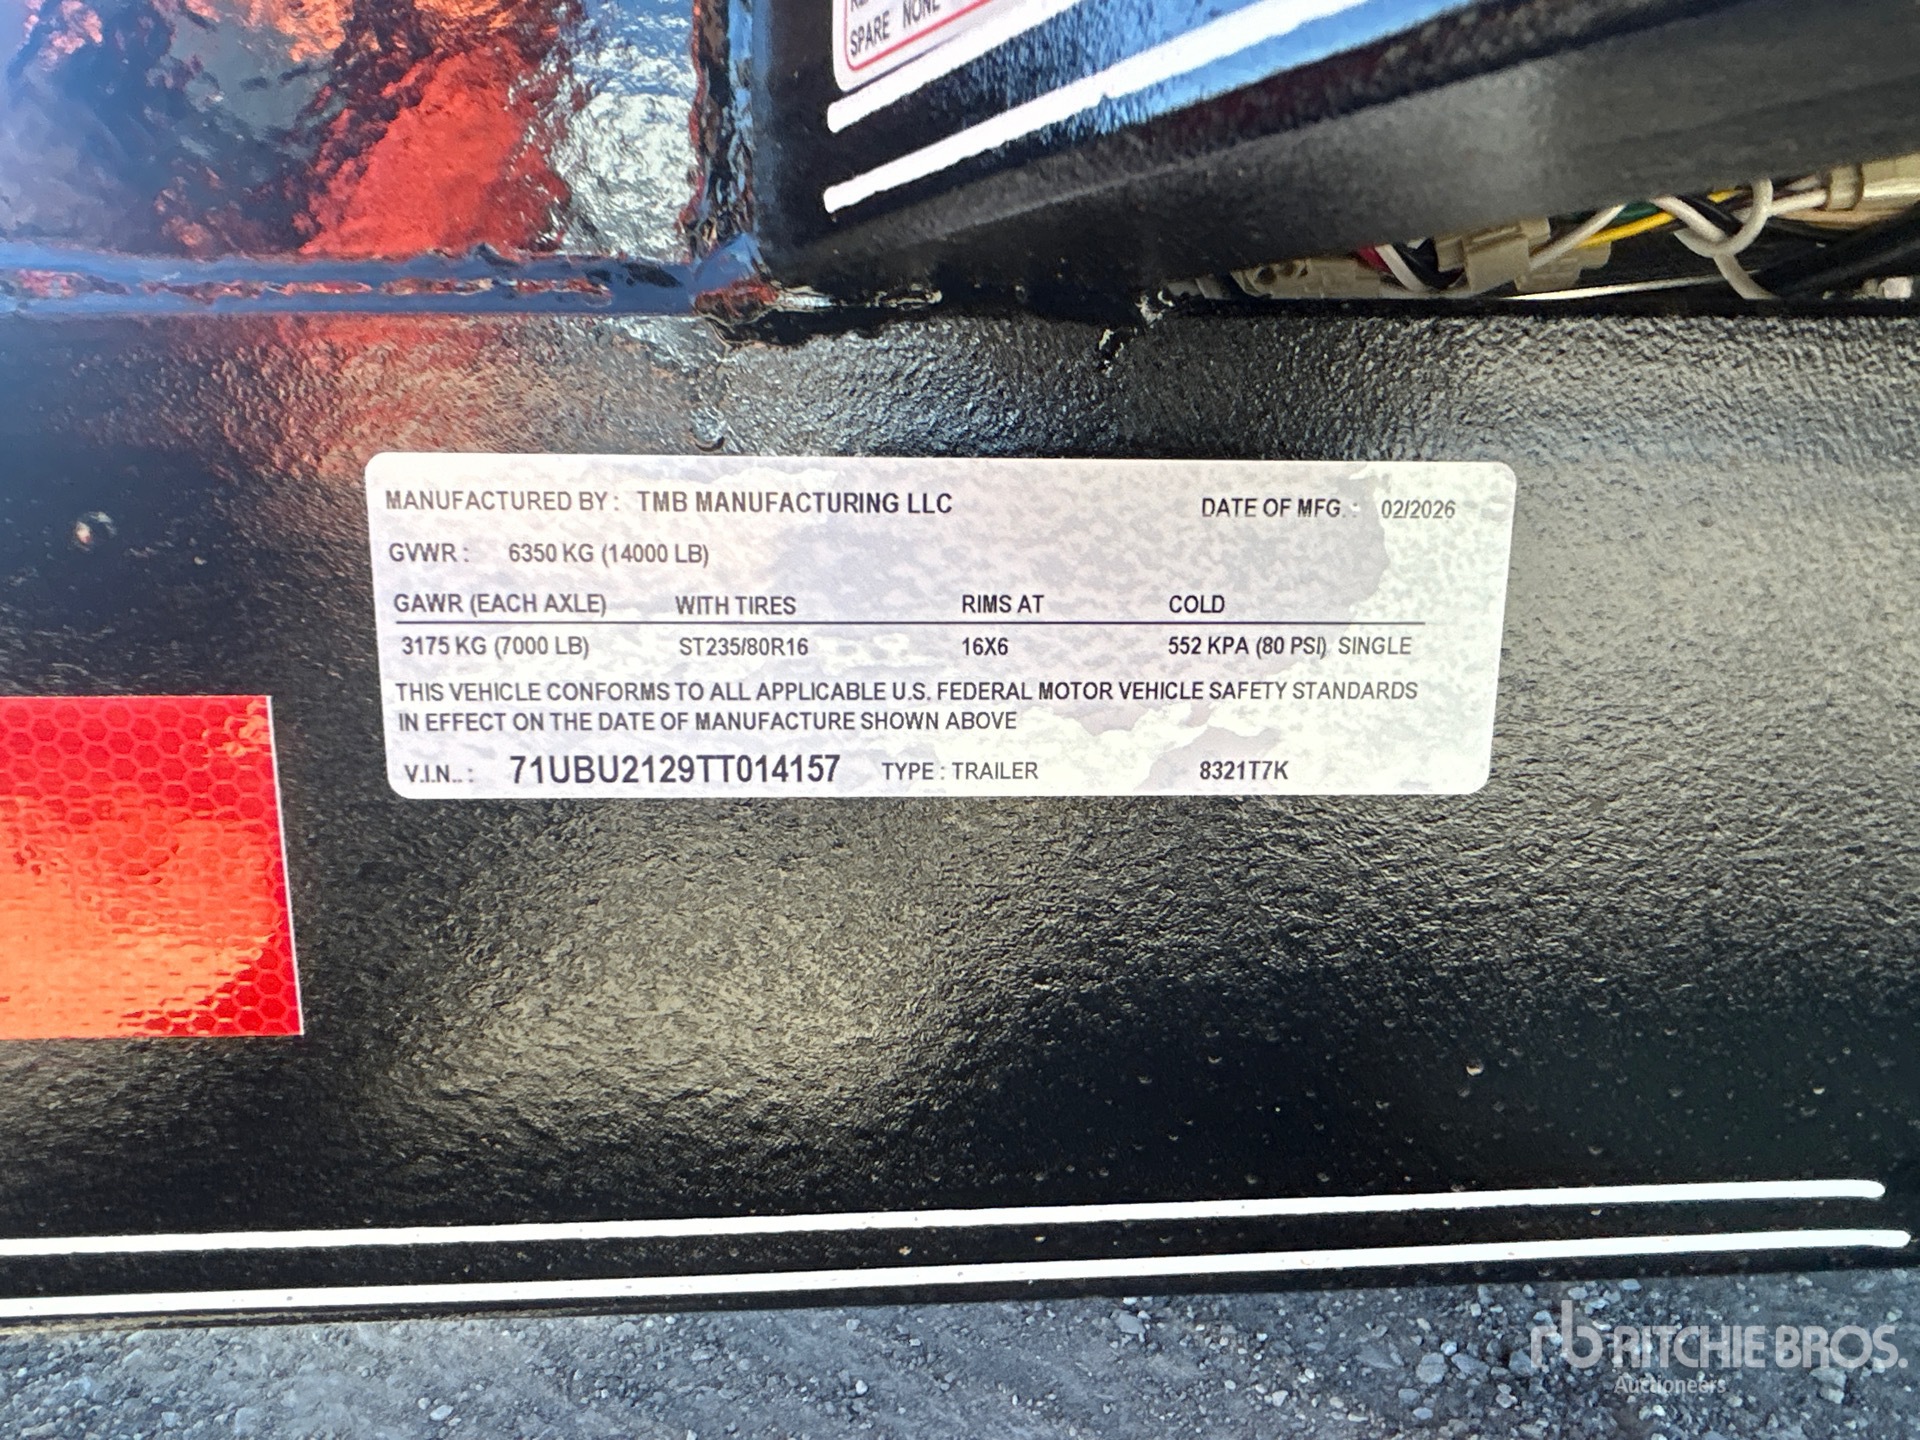 SPARE NONE
MANUFACTURED BY : TMB MANUFACTURING LLC DATE OF MFG. : 02/2026
GVWR : 6350 KG (14000 LB)
GAWR (EACH AXLE) WITH TIRES RIMS AT COLD
3175 KG (7000 LB) ST235/80R16 16X6 552 KPA (80 PSI) SINGLE
THIS VEHICLE CONFORMS TO ALL APPLICABLE U.S. FEDERAL MOTOR VEHICLE SAFETY STANDARDS
IN EFFECT ON THE DATE OF MANUFACTURE SHOWN ABOVE
V.I.N.. : 71UBU2129TT014157 TYPE : TRAILER 8321T7K
rb RITCHIE BROS.
Auctioneers